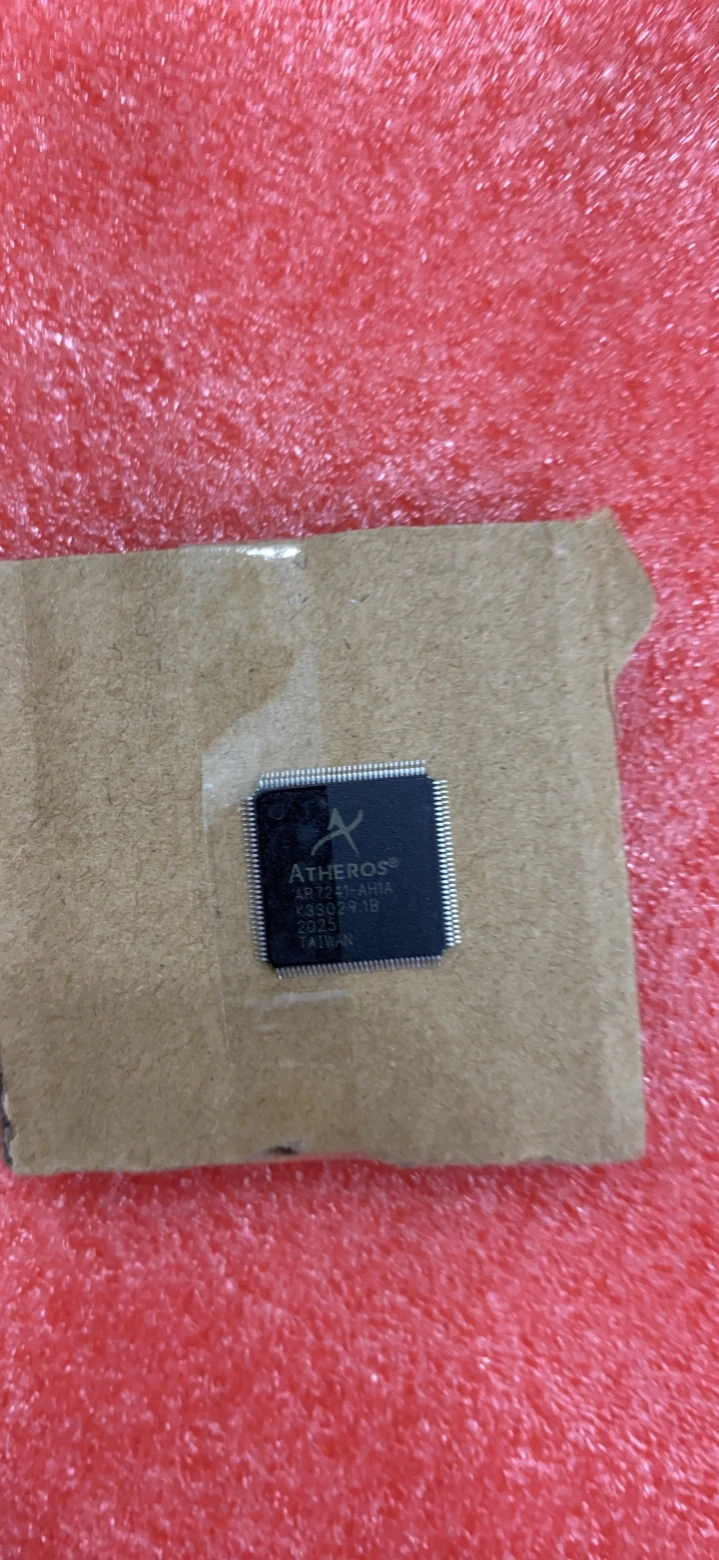 ATHEROS®
AR7241-AH1A
K33029.1B
2025
TAIWAN